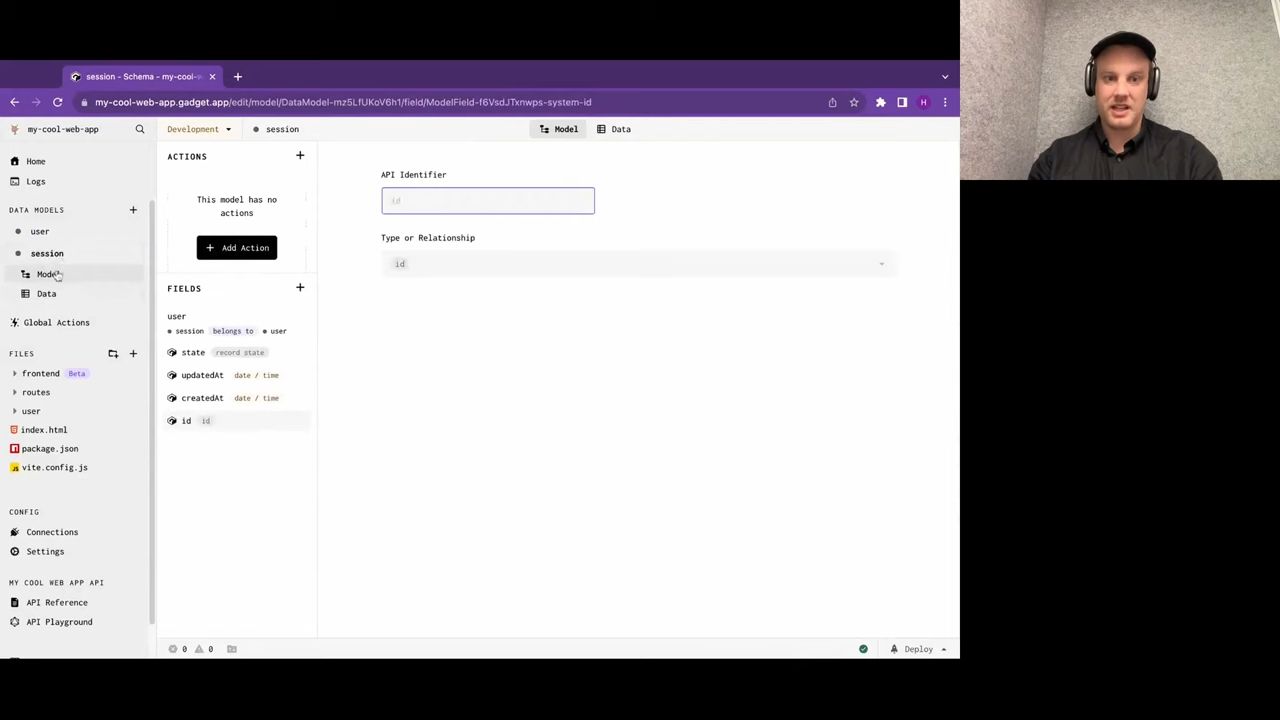 session - Schema - my-cool-w
my-cool-web-app.gadget.app/edit/model/DataModel-mz5LfUKoV6h1/field/ModelField-f6VsdJTxnwps-system-id
H
my-cool-web-app
Development
session
Model
Data
Home
Logs
DATA MODELS
user
session
Model
Data
Global Actions
FILES
frontend Beta
routes
user
index.html
package.json
JS vite.config.js
CONFIG
Connections
Settings
MY COOL WEB APP API
API Reference
API Playground
ACTIONS
This model has no
actions
+ Add Action
FIELDS
user
session belongs to user
state record state
updatedAt date / time
createdAt date / time
id id
API Identifier
id
Type or Relationship
id
0 0
Deploy